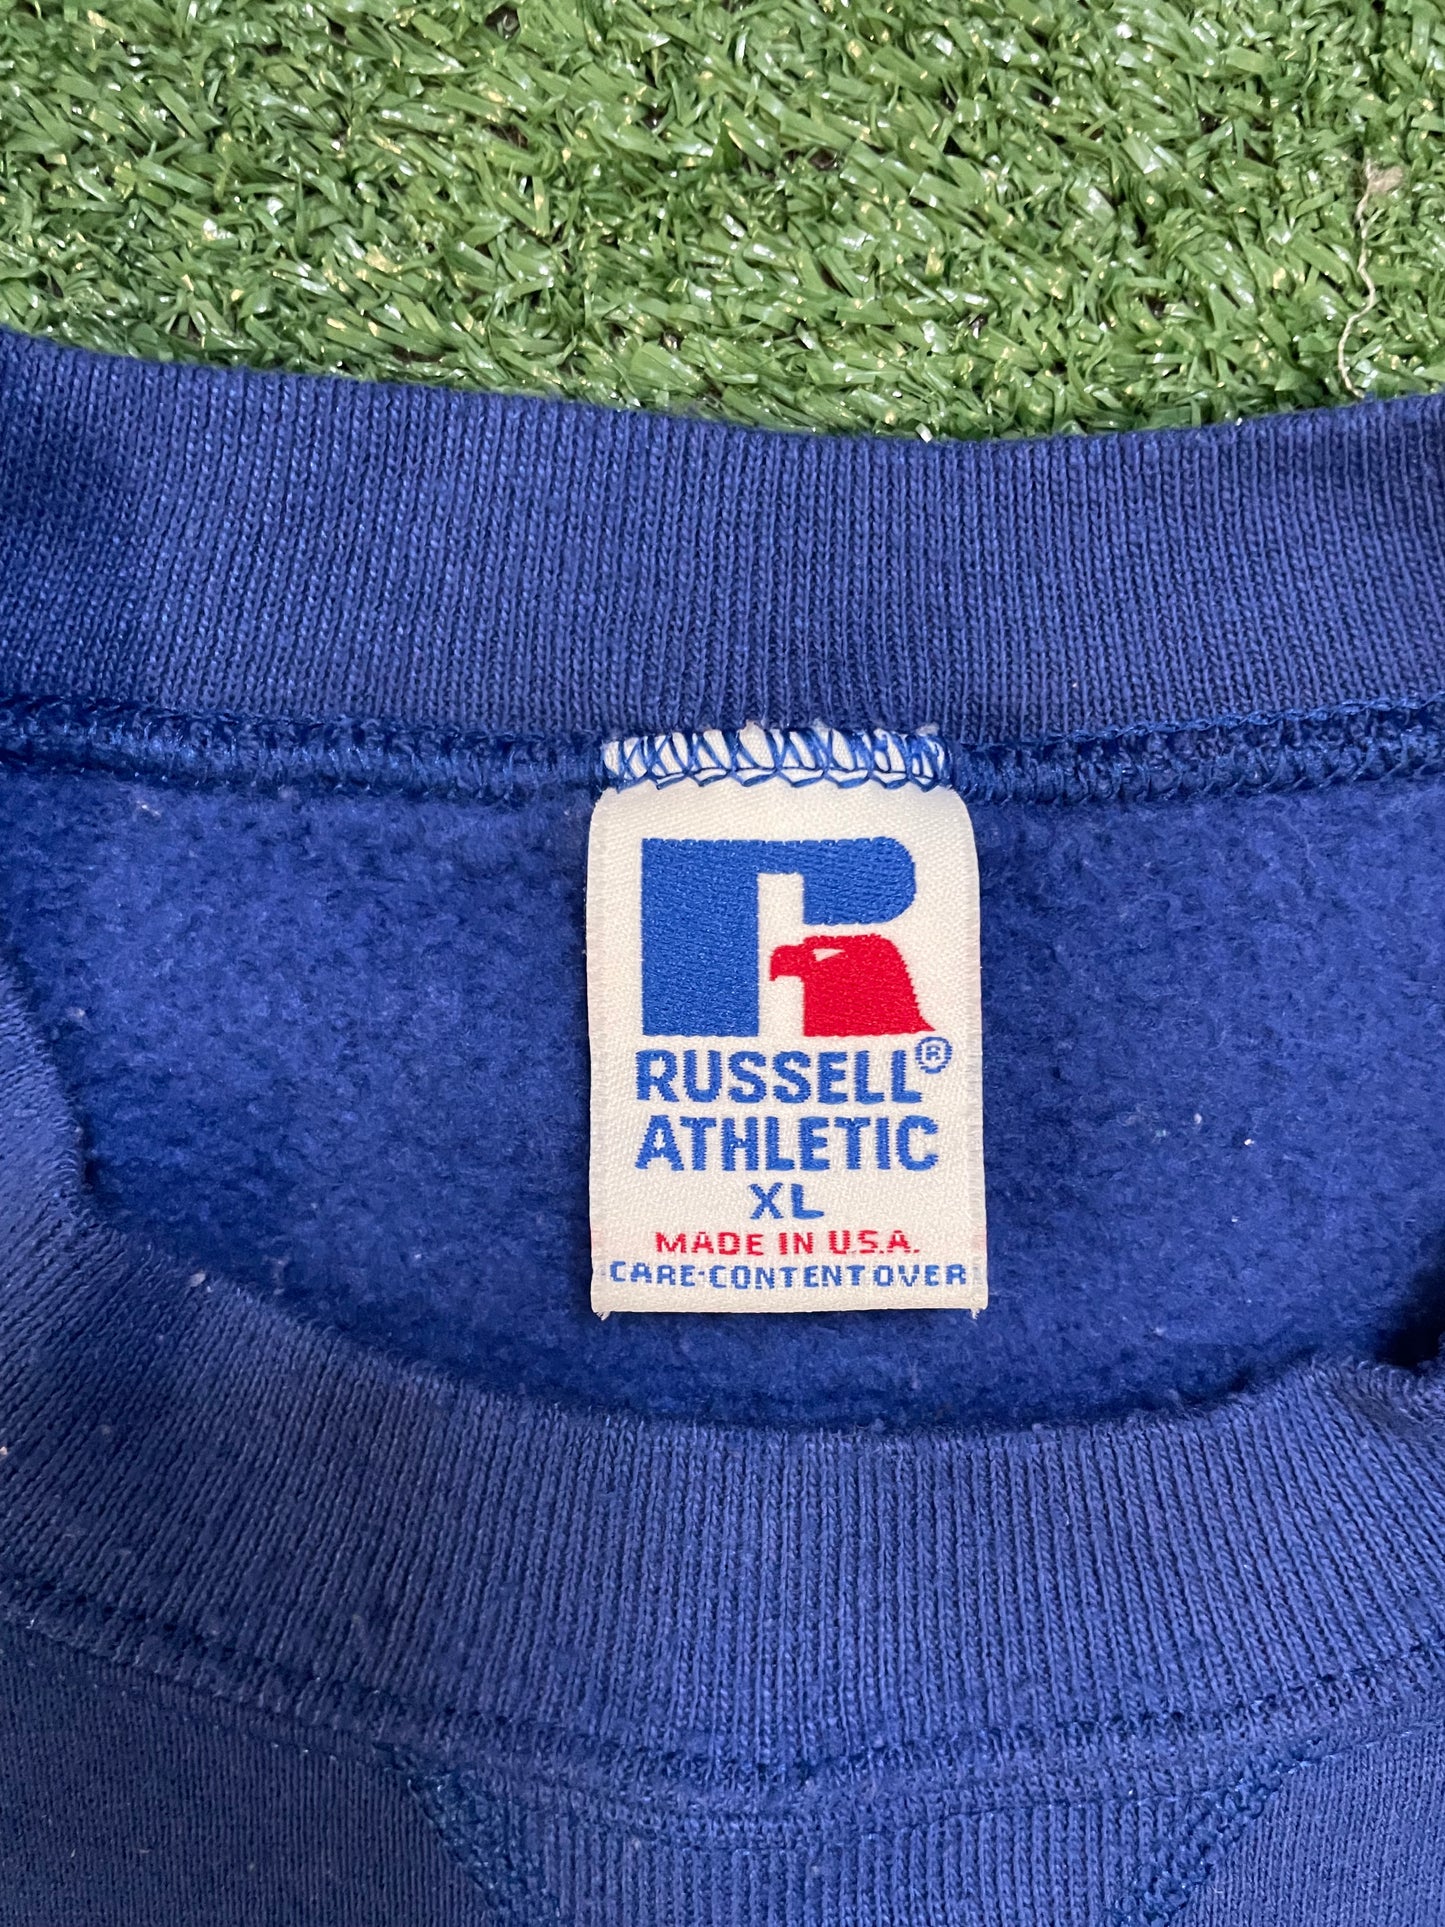 RUSSELL®
ATHLETIC
XL
MADE IN U.S.A.
CARE-CONTENT OVER